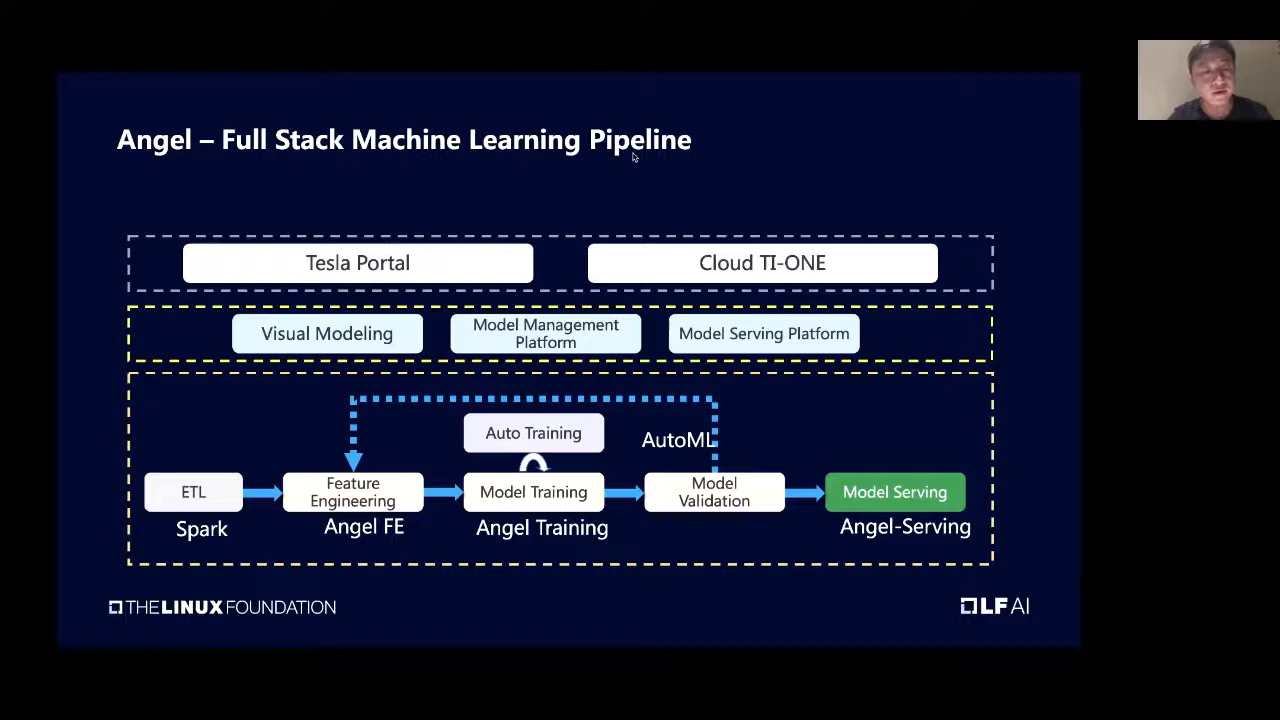 Angel – Full Stack Machine Learning Pipeline
Tesla Portal
Cloud TI-ONE
Visual Modeling
Model Management
Platform
Model Serving Platform
Auto Training
AutoML
ETL
Feature
Engineering
Model Training
Model
Validation
Model Serving
Spark
Angel FE
Angel Training
Angel-Serving
THE LINUX FOUNDATION
LF AI